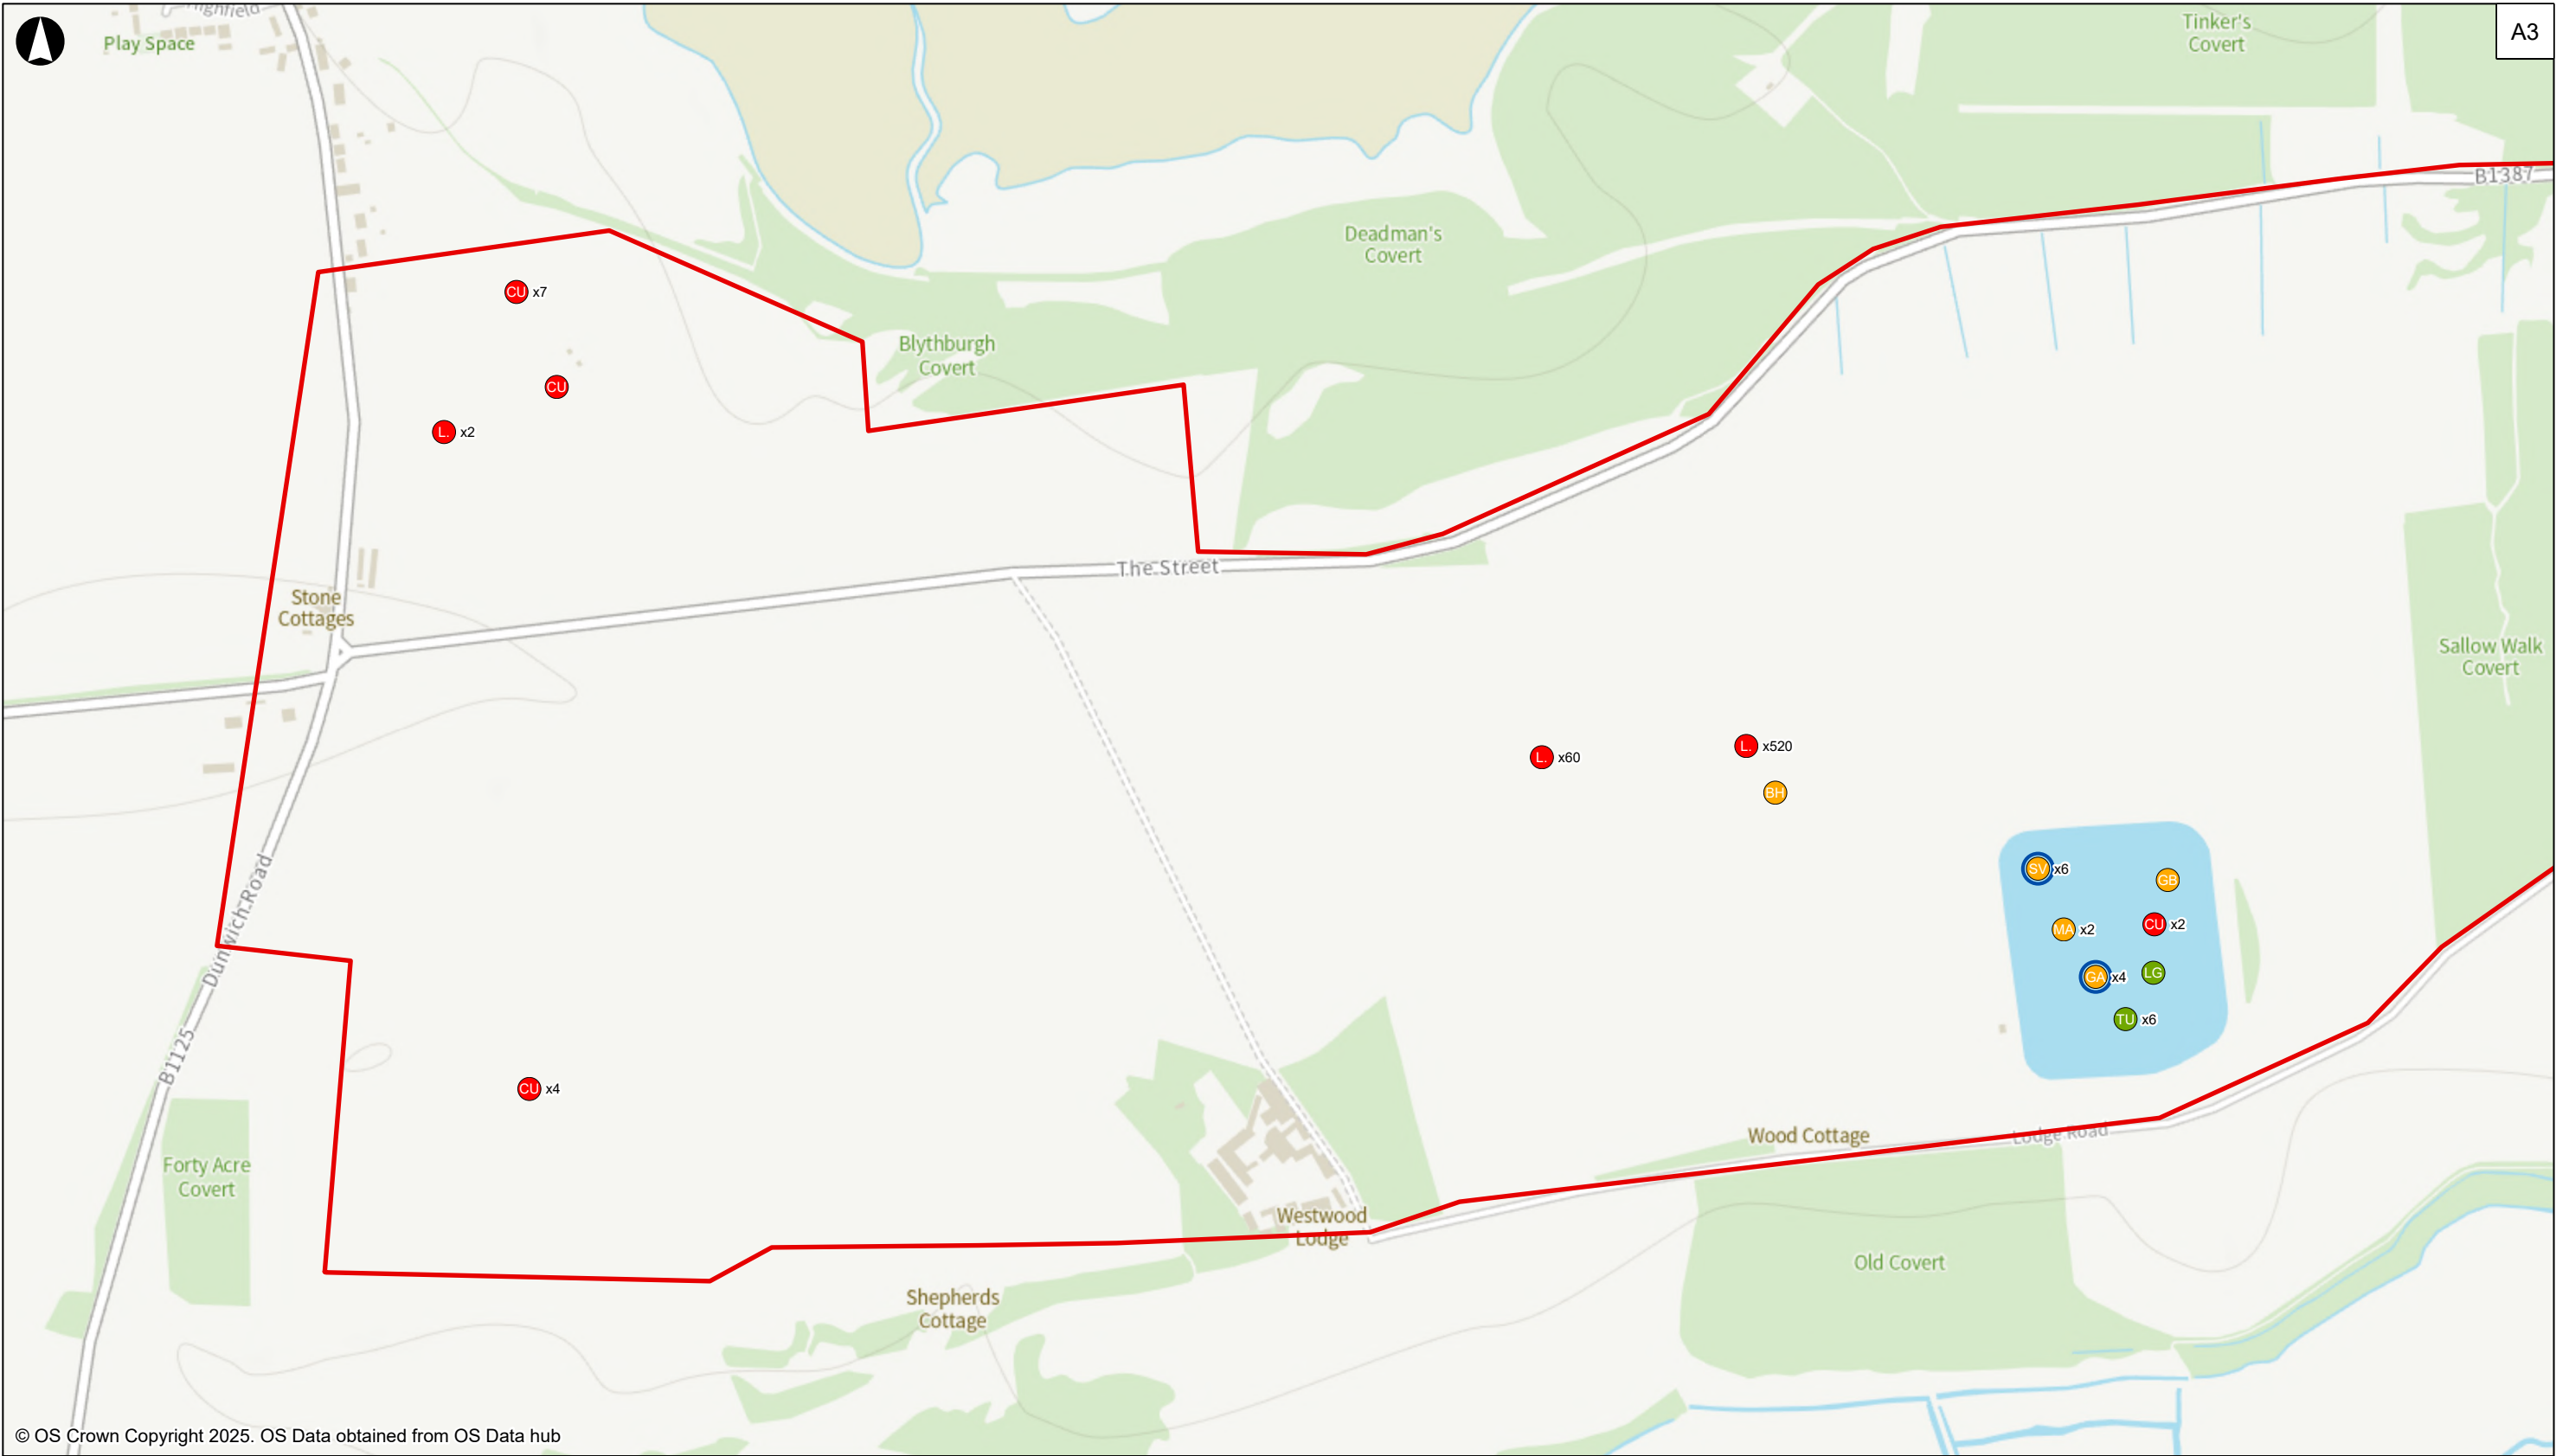 Highfield
Play Space
Tinker's
Covert
A3
B1387
Deadman's
Covert
CU x7
Blythburgh
Covert
CU
L. x2
The Street
Stone
Cottages
Sallow Walk
Covert
L. x60
L. x520
BH
SV x6
GB
MA x2
CU x2
GA x4
LG
TU x6
Dunwich Road
B1125
CU x4
Wood Cottage
Lodge Road
Forty Acre
Covert
Westwood
Lodge
Old Covert
Shepherds
Cottage
© OS Crown Copyright 2025. OS Data obtained from OS Data hub